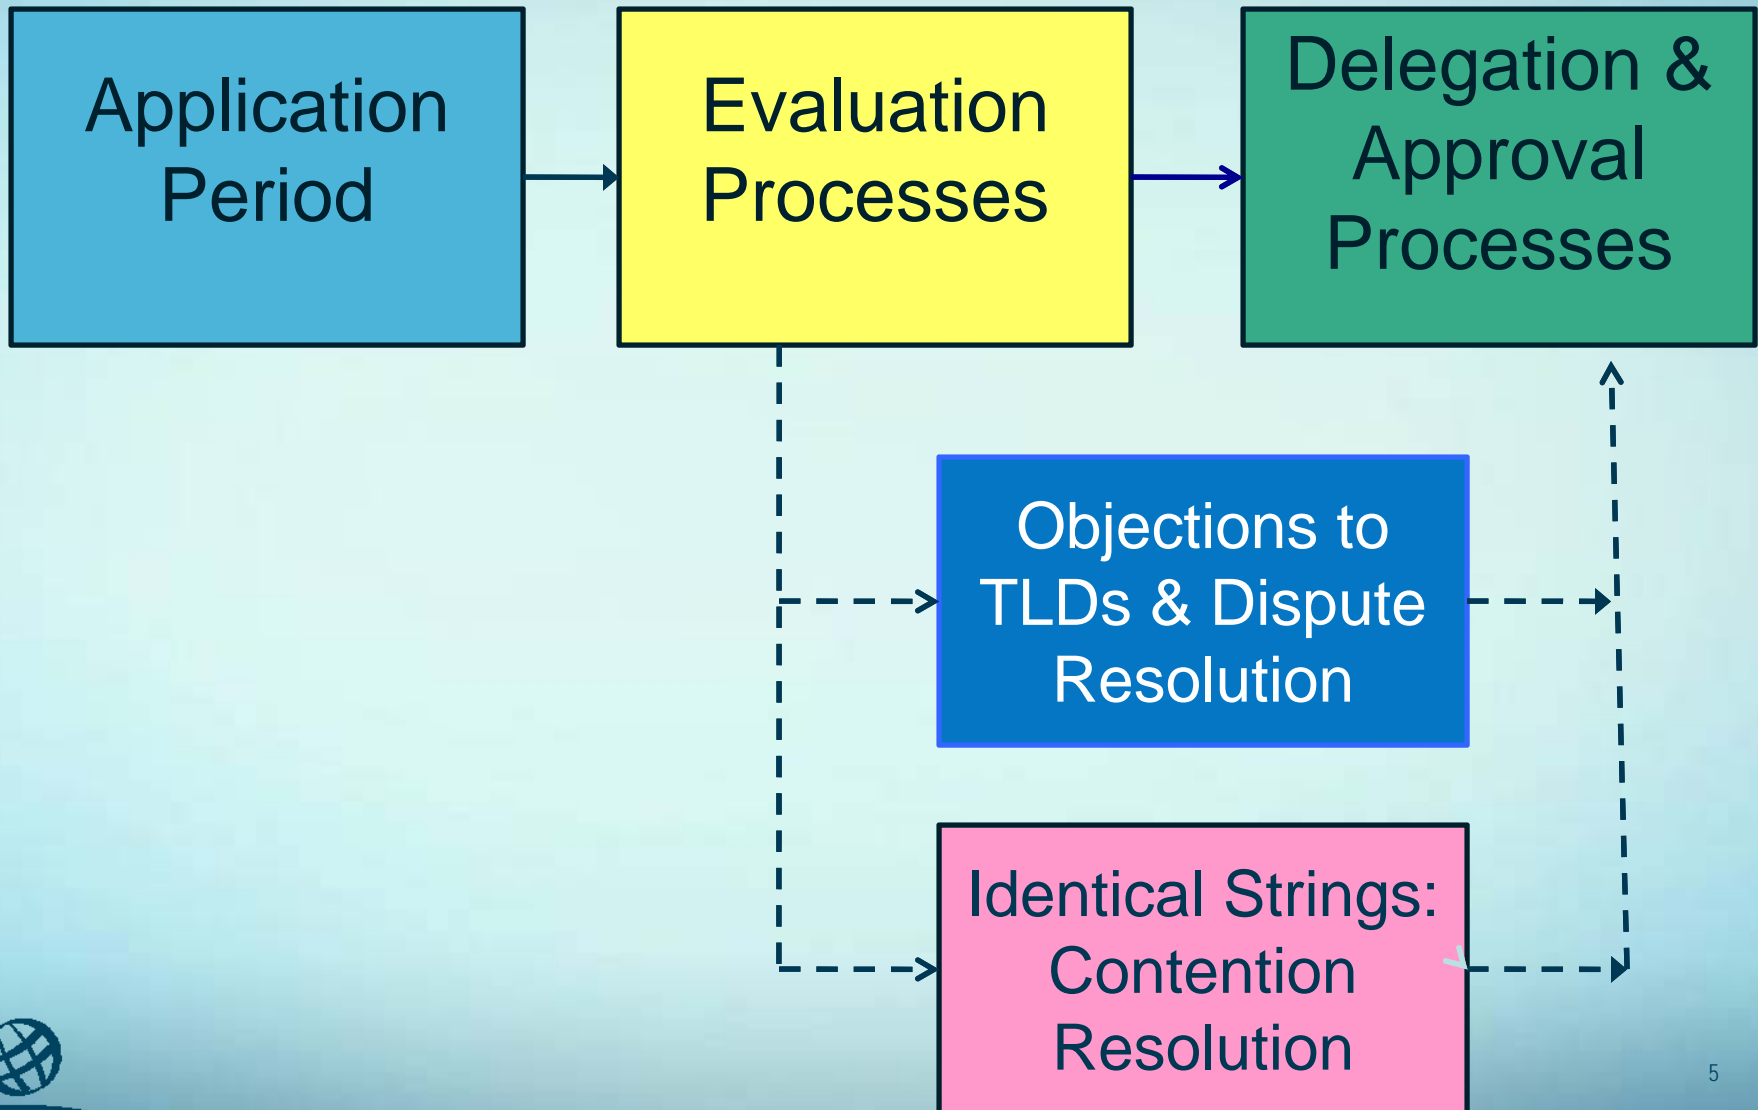 Application
Period
Evaluation
Processes
Delegation &
Approval
Processes
Objections to
TLDs & Dispute
Resolution
Identical Strings:
Contention
Resolution
5